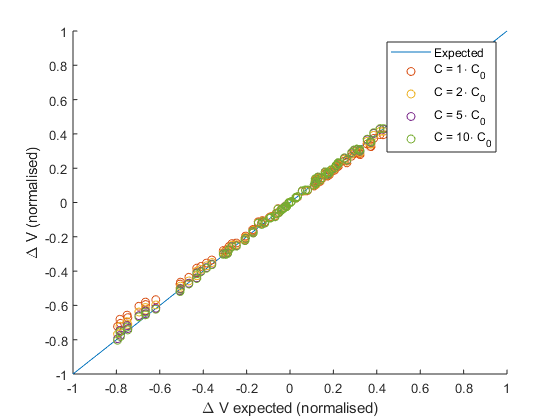 1
0.8
0.6
0.4
0.2
0
-0.2
-0.4
-0.6
-0.8
-1
Δ V (normalised)
Expected
C = 1· C0
C = 2· C0
C = 5· C0
C = 10· C0
-1 -0.8 -0.6 -0.4 -0.2 0 0.2 0.4 0.6 0.8 1
Δ V expected (normalised)